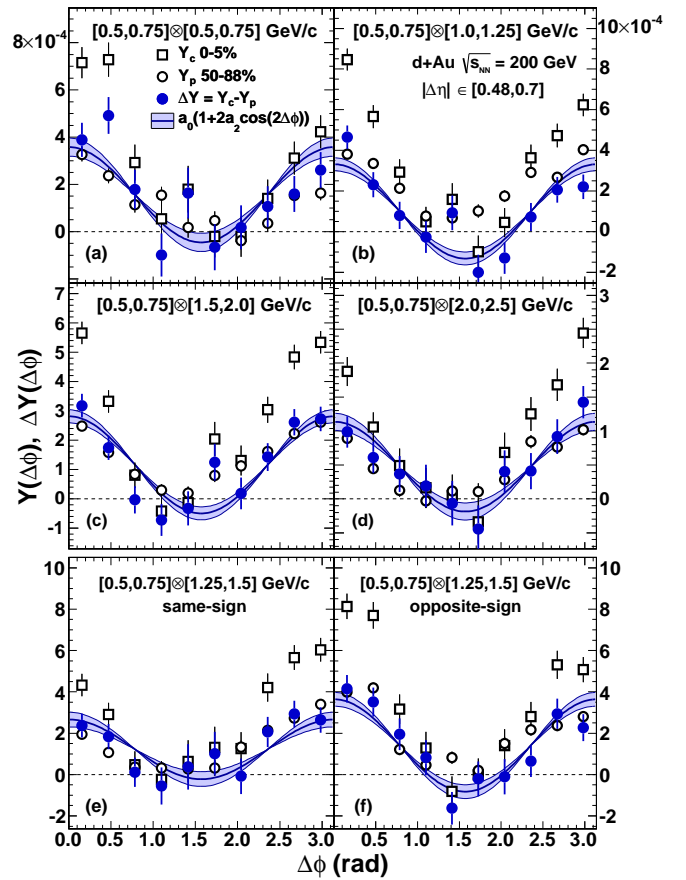 [0.5,0.75]⊗[0.5,0.75] GeV/c
[0.5,0.75]⊗[1.0,1.25] GeV/c
8×10⁻⁴
10×10⁻⁴
Y_c 0-5%
Y_p 50-88%
ΔY = Y_c-Y_p
a_0(1+2a_2cos(2Δϕ))
d+Au √s_NN = 200 GeV
|Δη| ∈ [0.48,0.7]
6
4
2
0
8
6
4
2
0
-2
(a)
(b)
[0.5,0.75]⊗[1.5,2.0] GeV/c
[0.5,0.75]⊗[2.0,2.5] GeV/c
7
6
5
4
3
2
1
0
-1
3
2
1
0
(c)
(d)
Y(Δϕ), ΔY(Δϕ)
[0.5,0.75]⊗[1.25,1.5] GeV/c
same-sign
[0.5,0.75]⊗[1.25,1.5] GeV/c
opposite-sign
10
8
6
4
2
0
-2
10
8
6
4
2
0
-2
(e)
(f)
0.0 0.5 1.0 1.5 2.0 2.5 3.0
0.5 1.0 1.5 2.0 2.5 3.0
Δϕ (rad)